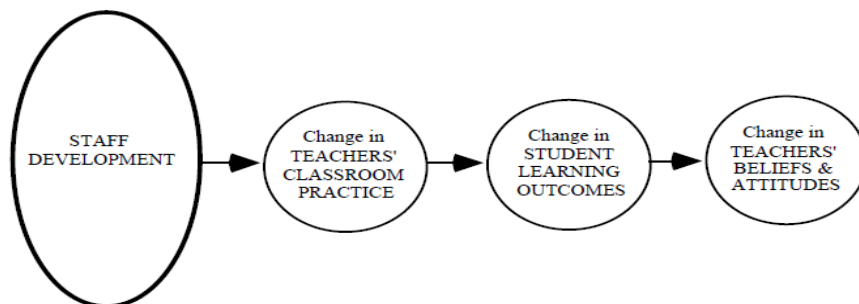 STAFF
DEVELOPMENT
Change in
TEACHERS'
CLASSROOM
PRACTICE
Change in
STUDENT
LEARNING
OUTCOMES
Change in
TEACHERS'
BELIEFS &
ATTITUDES